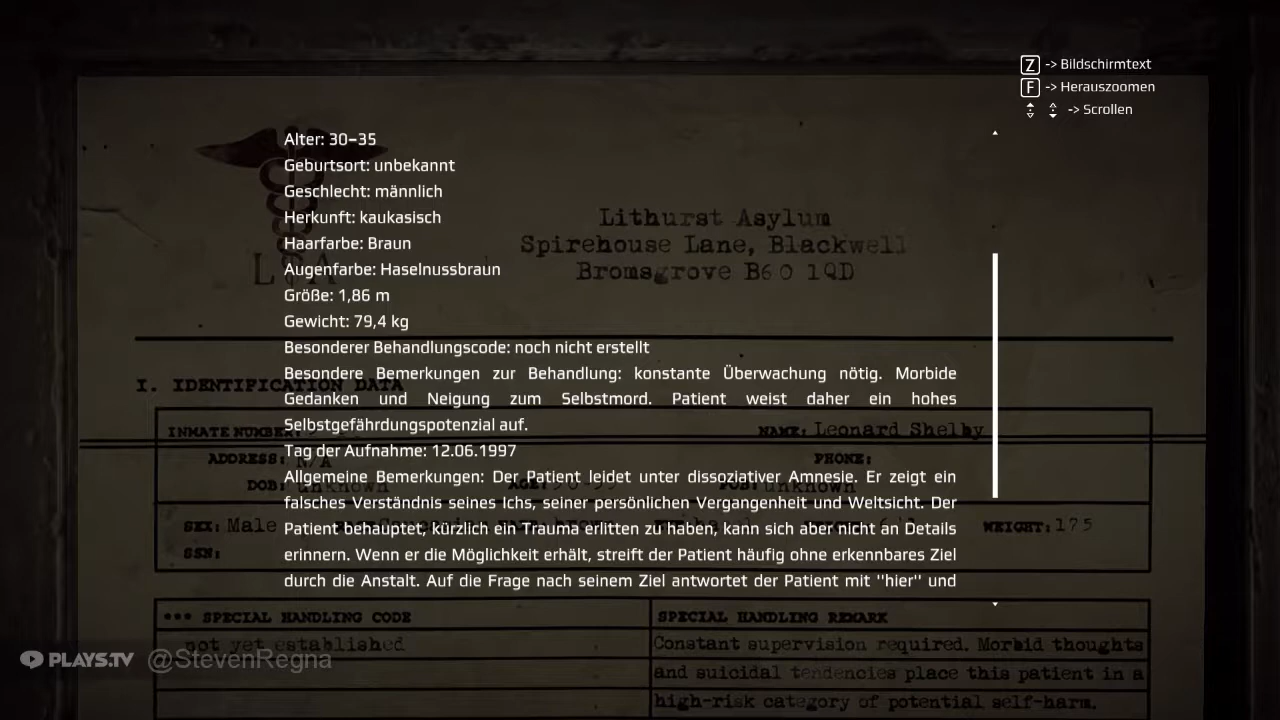 Z -> Bildschirmtext
F -> Herauszoomen
-> Scrollen
Alter: 30–35
Geburtsort: unbekannt
Geschlecht: männlich
Herkunft: kaukasisch
Haarfarbe: Braun
Augenfarbe: Haselnussbraun
Größe: 1,86 m
Gewicht: 79,4 kg
Besonderer Behandlungscode: noch nicht erstellt
Besondere Bemerkungen zur Behandlung: konstante Überwachung nötig. Morbide
Gedanken und Neigung zum Selbstmord. Patient weist daher ein hohes
Selbstgefährdungspotenzial auf.
Tag der Aufnahme: 12.06.1997
Allgemeine Bemerkungen: Der Patient leidet unter dissoziativer Amnesie. Er zeigt ein
falsches Verständnis seines Ichs, seiner persönlichen Vergangenheit und Weltsicht. Der
Patient behauptet, kürzlich ein Trauma erlitten zu haben, kann sich aber nicht an Details
erinnern. Wenn er die Möglichkeit erhält, streift der Patient häufig ohne erkennbares Ziel
durch die Anstalt. Auf die Frage nach seinem Ziel antwortet der Patient mit "hier" und
Lithurst Asylum
Spirehouse Lane, Blackwell
Bromsgrove B60 1QD
L A
I. IDENTIFICATION DATA
INMATE NUMBER: NAME: Leonard Shelby
ADDRESS: N/A PHONE:
DOB: unknown AGE: POB: unknown
SEX: Male WEIGHT: 175
SSN:
*** SPECIAL HANDLING CODE
not yet established
SPECIAL HANDLING REMARK
Constant supervision required. Morbid thoughts
and suicidal tendencies place this patient in a
high-risk category of potential self-harm.
PLAYS.TV @StevenRegna